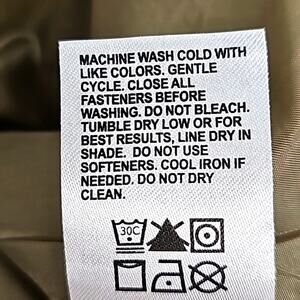 MACHINE WASH COLD WITH
LIKE COLORS. GENTLE
CYCLE. CLOSE ALL
FASTENERS BEFORE
WASHING. DO NOT BLEACH.
TUMBLE DRY LOW OR FOR
BEST RESULTS, LINE DRY IN
SHADE. DO NOT USE
SOFTENERS. COOL IRON IF
NEEDED. DO NOT DRY
CLEAN.
30C